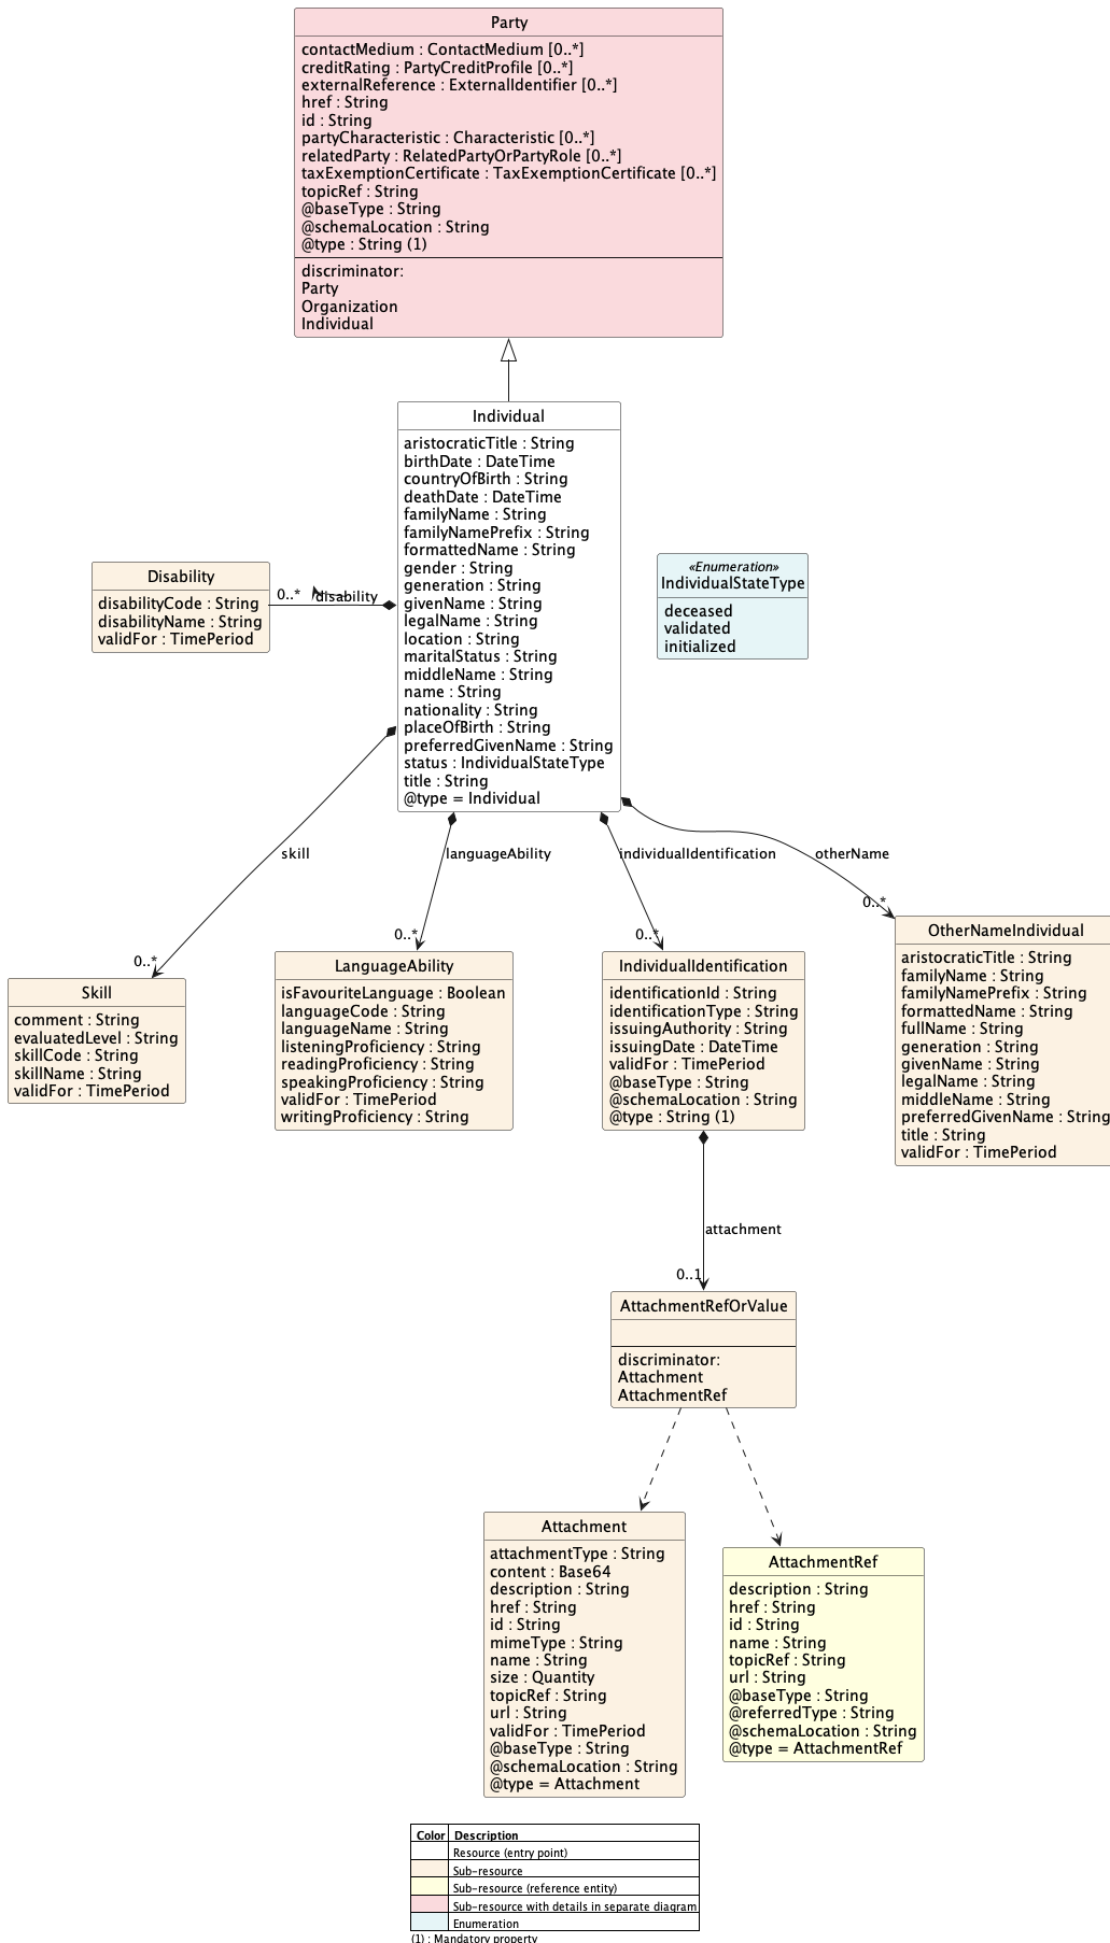 Party
contactMedium : ContactMedium [0..*]
creditRating : PartyCreditProfile [0..*]
externalReference : ExternalIdentifier [0..*]
href : String
id : String
partyCharacteristic : Characteristic [0..*]
relatedParty : RelatedPartyOrPartyRole [0..*]
taxExemptionCertificate : TaxExemptionCertificate [0..*]
topicRef : String
@baseType : String
@schemaLocation : String
@type : String (1)
discriminator:
Party
Organization
Individual
Individual
aristocraticTitle : String
birthDate : DateTime
countryOfBirth : String
deathDate : DateTime
familyName : String
familyNamePrefix : String
formattedName : String
gender : String
generation : String
givenName : String
legalName : String
location : String
maritalStatus : String
middleName : String
name : String
nationality : String
placeOfBirth : String
preferredGivenName : String
status : IndividualStateType
title : String
@type = Individual
Disability
disabilityCode : String
disabilityName : String
validFor : TimePeriod
0..*
disability
«Enumeration»
IndividualStateType
deceased
validated
initialized
skill
languageAbility
individualIdentification
otherName
0..*
0..*
0..*
0..*
Skill
comment : String
evaluatedLevel : String
skillCode : String
skillName : String
validFor : TimePeriod
LanguageAbility
isFavouriteLanguage : Boolean
languageCode : String
languageName : String
listeningProficiency : String
readingProficiency : String
speakingProficiency : String
validFor : TimePeriod
writingProficiency : String
IndividualIdentification
identificationId : String
identificationType : String
issuingAuthority : String
issuingDate : DateTime
validFor : TimePeriod
@baseType : String
@schemaLocation : String
@type : String (1)
OtherNameIndividual
aristocraticTitle : String
familyName : String
familyNamePrefix : String
formattedName : String
fullName : String
generation : String
givenName : String
legalName : String
middleName : String
preferredGivenName : String
title : String
validFor : TimePeriod
attachment
0..1
AttachmentRefOrValue
discriminator:
Attachment
AttachmentRef
Attachment
attachmentType : String
content : Base64
description : String
href : String
id : String
mimeType : String
name : String
size : Quantity
topicRef : String
url : String
validFor : TimePeriod
@baseType : String
@schemaLocation : String
@type = Attachment
AttachmentRef
description : String
href : String
id : String
name : String
topicRef : String
url : String
@baseType : String
@referredType : String
@schemaLocation : String
@type = AttachmentRef
Color Description
Resource (entry point)
Sub-resource
Sub-resource (reference entity)
Sub-resource with details in separate diagram
Enumeration
(1) : Mandatory property